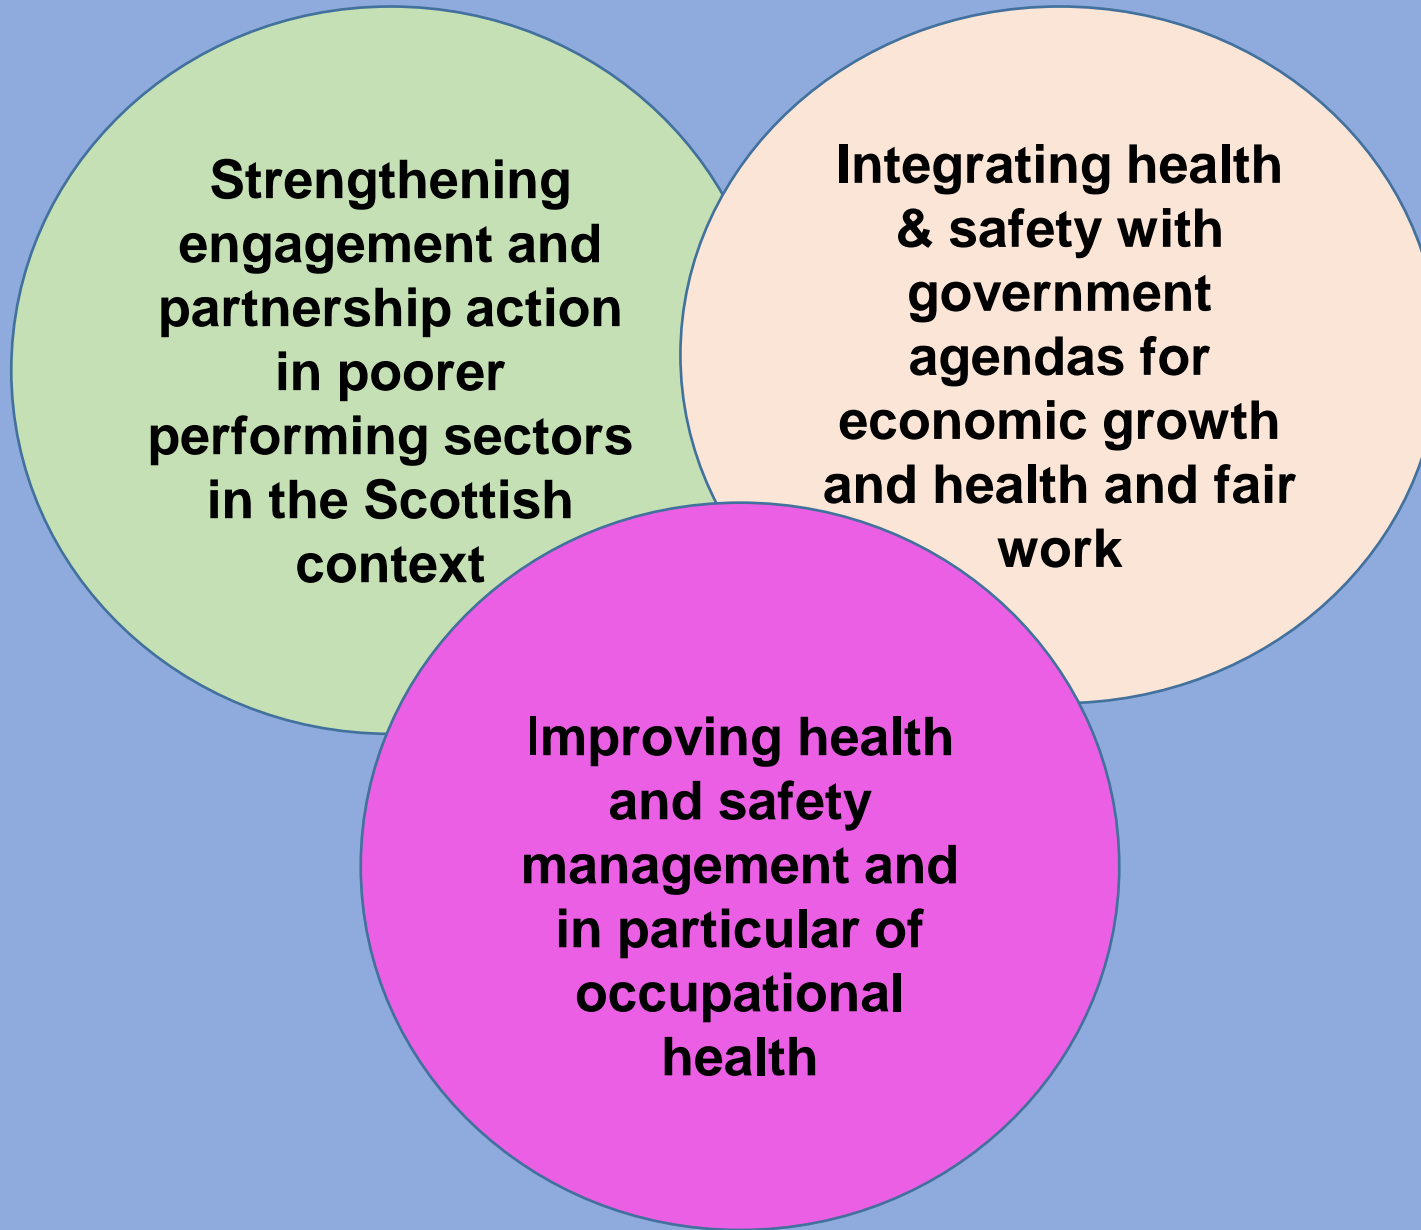 Strengthening
engagement and
partnership action
in poorer
performing sectors
in the Scottish
context
Integrating health
& safety with
government
agendas for
economic growth
and health and fair
work
Improving health
and safety
management and
in particular of
occupational
health